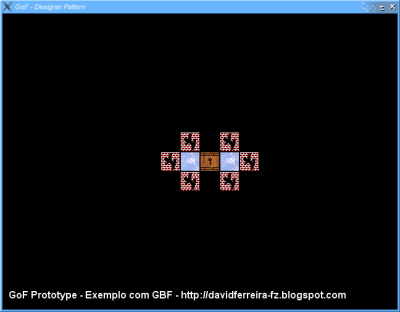 GoF - Designer Pattern
GoF Prototype - Exemplo com GBF - http://davidferreira-fz.blogspot.com